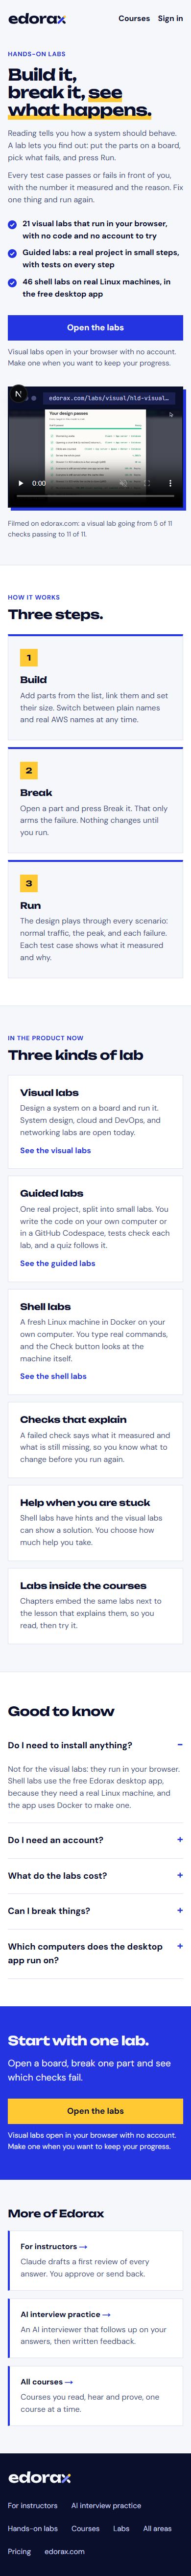 edorax
Courses Sign in
HANDS-ON LABS
Build it,
break it, see
what happens.
Reading tells you how a system should behave.
A lab lets you find out: put the parts on a board,
pick what fails, and press Run.
Every test case passes or fails in front of you,
with the number it measured and the reason. Fix
one thing and run again.
21 visual labs that run in your browser,
with no code and no account to try
Guided labs: a real project in small steps,
with tests on every step
46 shell labs on real Linux machines, in
the free desktop app
Open the labs
Visual labs open in your browser with no account.
Make one when you want to keep your progress.
N
edorax.com/labs/visual/hld-visual…
Your design passes
0:00
Filmed on edorax.com: a visual lab going from 5 of 11
checks passing to 11 of 11.
HOW IT WORKS
Three steps.
1
Build
Add parts from the list, link them and set
their size. Switch between plain names
and real AWS names at any time.
2
Break
Open a part and press Break it. That only
arms the failure. Nothing changes until
you run.
3
Run
The design plays through every scenario:
normal traffic, the peak, and each failure.
Each test case shows what it measured
and why.
IN THE PRODUCT NOW
Three kinds of lab
Visual labs
Design a system on a board and run it.
System design, cloud and DevOps, and
networking labs are open today.
See the visual labs
Guided labs
One real project, split into small labs. You
write the code on your own computer or
in a GitHub Codespace, tests check each
lab, and a quiz follows it.
See the guided labs
Shell labs
A fresh Linux machine in Docker on your
own computer. You type real commands,
and the Check button looks at the
machine itself.
See the shell labs
Checks that explain
A failed check says what it measured and
what is still missing, so you know what to
change before you run again.
Help when you are stuck
Shell labs have hints and the visual labs
can show a solution. You choose how
much help you take.
Labs inside the courses
Chapters embed the same labs next to
the lesson that explains them, so you
read, then try it.
Good to know
Do I need to install anything? −
Not for the visual labs: they run in your browser.
Shell labs use the free Edorax desktop app,
because they need a real Linux machine, and
the app uses Docker to make one.
Do I need an account? +
What do the labs cost? +
Can I break things? +
Which computers does the desktop +
app run on?
Start with one lab.
Open a board, break one part and see
which checks fail.
Open the labs
Visual labs open in your browser with no account.
Make one when you want to keep your progress.
More of Edorax
For instructors →
Claude drafts a first review of every
answer. You approve or send back.
AI interview practice →
An AI interviewer that follows up on your
answers, then written feedback.
All courses →
Courses you read, hear and prove, one
course at a time.
edorax
For instructors AI interview practice
Hands-on labs Courses Labs All areas
Pricing edorax.com